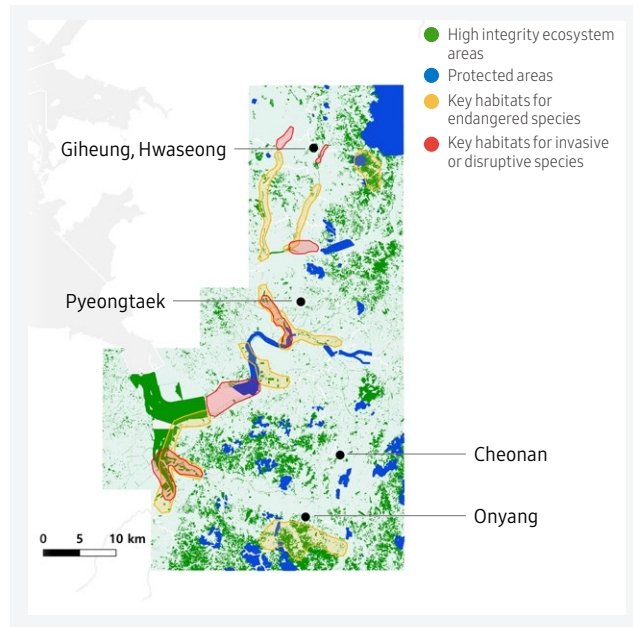 High integrity ecosystem
areas
Protected areas
Key habitats for
endangered species
Key habitats for invasive
or disruptive species
Giheung, Hwaseong
Pyeongtaek
Cheonan
Onyang
0 5 10 km